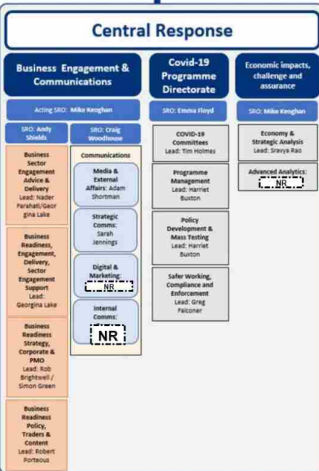 Central Response
Business Engagement &
Communications
Acting SRO: Mike Keoghan
SRO: Andy
Shields
Business
Sector
Engagement
Advice &
Delivery
Lead: Nader
Farahati/Geor
gina Lake
Business
Readiness,
Engagement,
Delivery,
Sector
Engagement
Support
Lead:
Georgina Lake
Business
Readiness
Strategy,
Corporate &
PMO
Lead: Rob
Brightwell /
Simon Green
Business
Readiness
Policy,
Traders &
Content
Lead: Robert
Porteous
SRO: Craig
Woodhouse
Communications
Media &
External
Affairs: Adam
Shortman
Strategic
Comms:
Sarah
Jennings
Digital &
Marketing:
NR
Internal
Comms:
NR
Covid-19
Programme
Directorate
SRO: Emma Floyd
COVID-19
Committees
Lead: Tim Holmes
Programme
Management
Lead: Harriet
Buxton
Policy
Development &
Mass Testing
Lead: Harriet
Buxton
Safer Working,
Compliance and
Enforcement
Lead: Greg
Falconer
Economic impacts,
challenge and
assurance
SRO: Mike Keoghan
Economy &
Strategic Analysis
Lead: Sravya Rao
Advanced Analytics:
NR